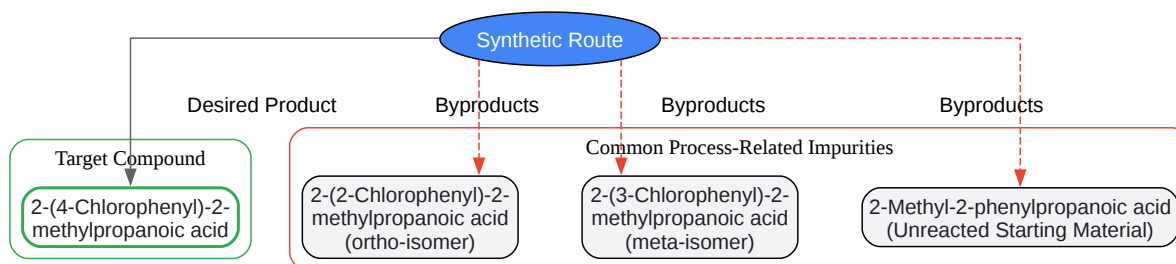 Synthetic Route
Desired Product
Byproducts
Byproducts
Byproducts
Target Compound
Common Process-Related Impurities
2-(4-Chlorophenyl)-2-
methylpropanoic acid
2-(2-Chlorophenyl)-2-
methylpropanoic acid
(ortho-isomer)
2-(3-Chlorophenyl)-2-
methylpropanoic acid
(meta-isomer)
2-Methyl-2-phenylpropanoic acid
(Unreacted Starting Material)